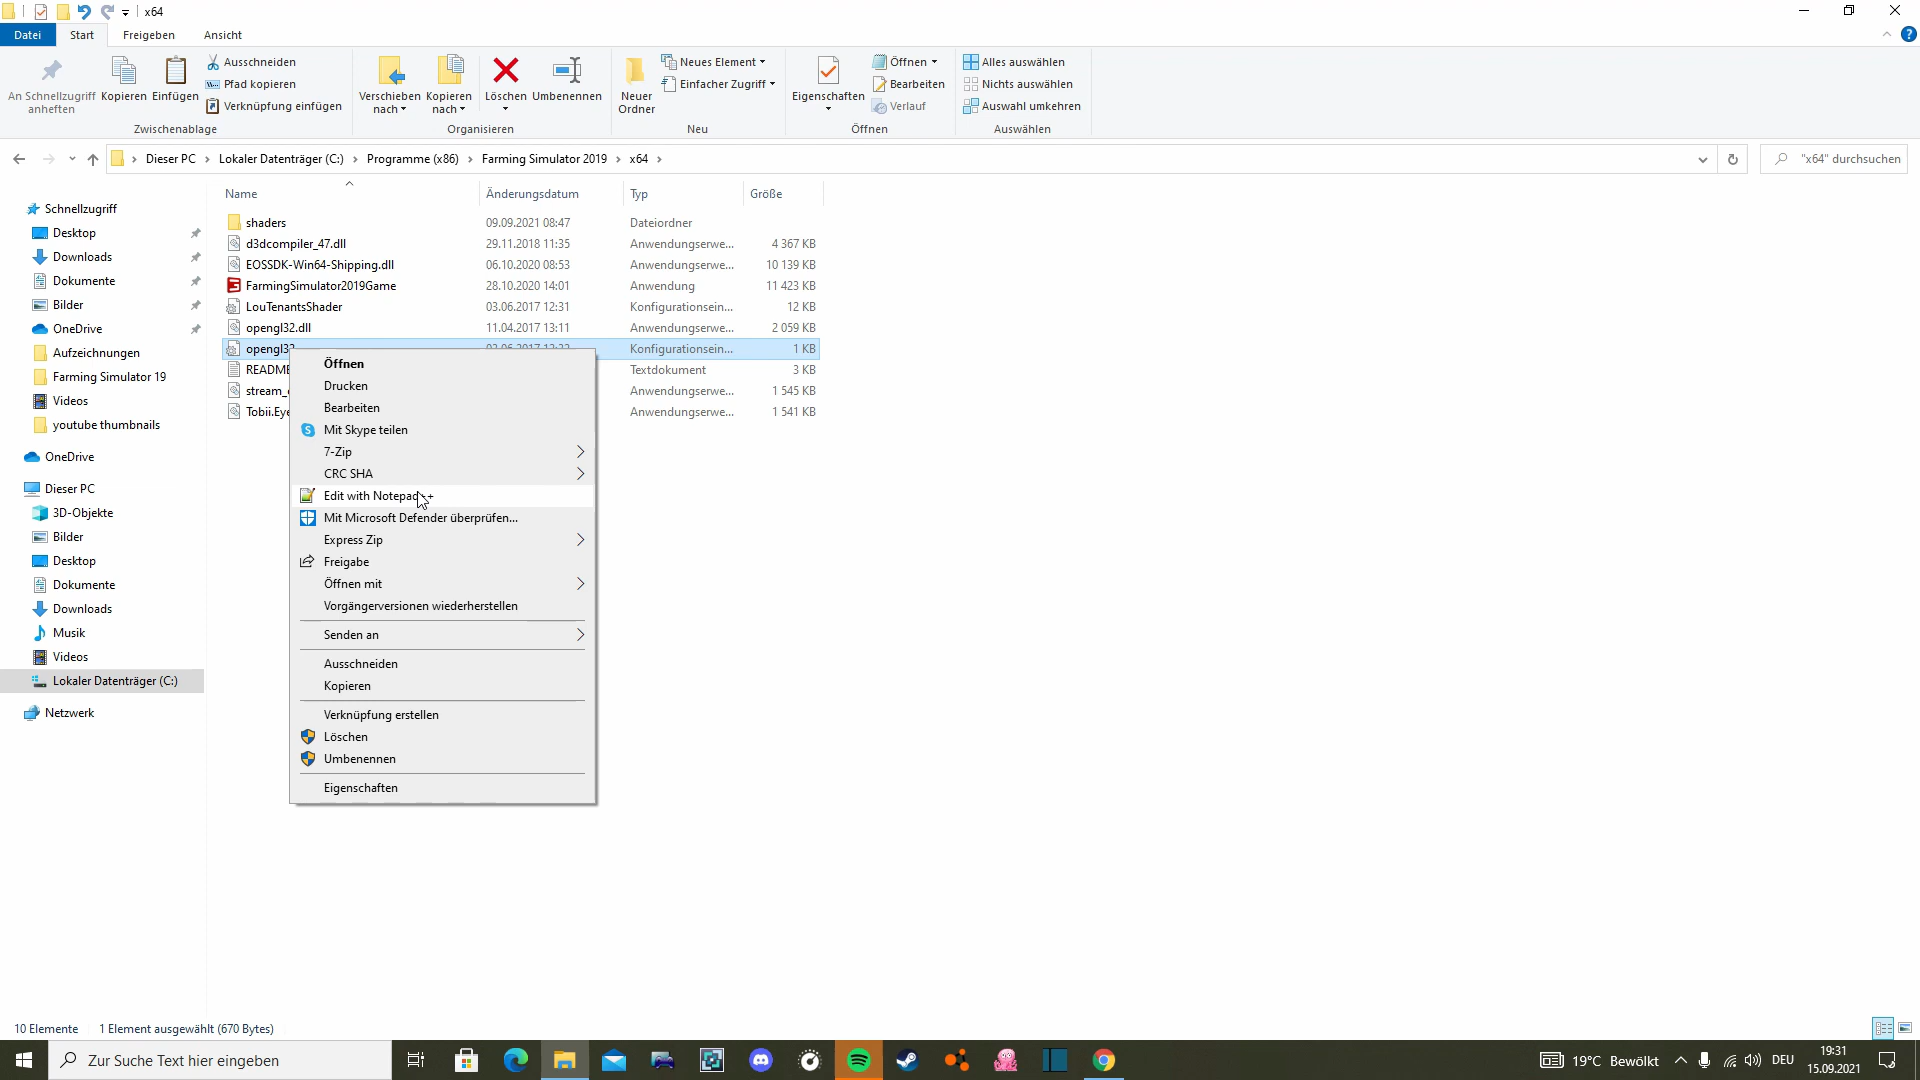 x64
Datei Start Freigeben Ansicht
An Schnellzugriff anheften
Kopieren
Einfügen
Ausschneiden
Pfad kopieren
Verknüpfung einfügen
Zwischenablage
Verschieben nach
Kopieren nach
Löschen
Umbenennen
Organisieren
Neuer Ordner
Neues Element
Einfacher Zugriff
Neu
Eigenschaften
Öffnen
Bearbeiten
Verlauf
Öffnen
Alles auswählen
Nichts auswählen
Auswahl umkehren
Auswählen
Dieser PC Lokaler Datenträger (C:) Programme (x86) Farming Simulator 2019 x64
"x64" durchsuchen
Schnellzugriff
Desktop
Downloads
Dokumente
Bilder
OneDrive
Aufzeichnungen
Farming Simulator 19
Videos
youtube thumbnails
OneDrive
Dieser PC
3D-Objekte
Bilder
Desktop
Dokumente
Downloads
Musik
Videos
Lokaler Datenträger (C:)
Netzwerk
Name Änderungsdatum Typ Größe
shaders 09.09.2021 08:47 Dateiordner
d3dcompiler_47.dll 29.11.2018 11:35 Anwendungserwe... 4 367 KB
EOSSDK-Win64-Shipping.dll 06.10.2020 08:53 Anwendungserwe... 10 139 KB
FarmingSimulator2019Game 28.10.2020 14:01 Anwendung 11 423 KB
LouTenantsShader 03.06.2017 12:31 Konfigurationsein... 12 KB
opengl32.dll 11.04.2017 13:11 Anwendungserwe... 2 059 KB
opengl32 Konfigurationsein... 1 KB
README Textdokument 3 KB
stream_ Anwendungserwe... 1 545 KB
Tobii.Eye Anwendungserwe... 1 541 KB
Öffnen
Drucken
Bearbeiten
Mit Skype teilen
7-Zip
CRC SHA
Edit with Notepad++
Mit Microsoft Defender überprüfen...
Express Zip
Freigabe
Öffnen mit
Vorgängerversionen wiederherstellen
Senden an
Ausschneiden
Kopieren
Verknüpfung erstellen
Löschen
Umbenennen
Eigenschaften
10 Elemente 1 Element ausgewählt (670 Bytes)
Zur Suche Text hier eingeben
19°C Bewölkt
DEU
19:31
15.09.2021